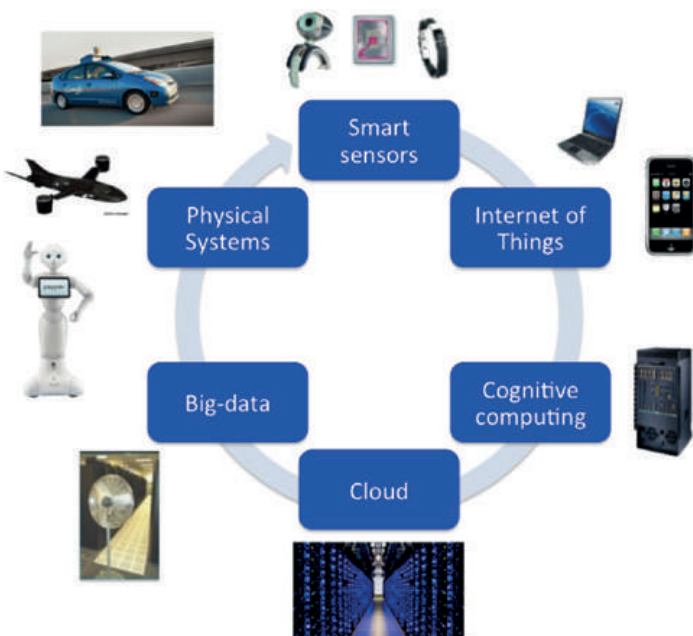 Smart
sensors
Physical
Systems
Internet of
Things
Big-data
Cognitive
computing
Cloud